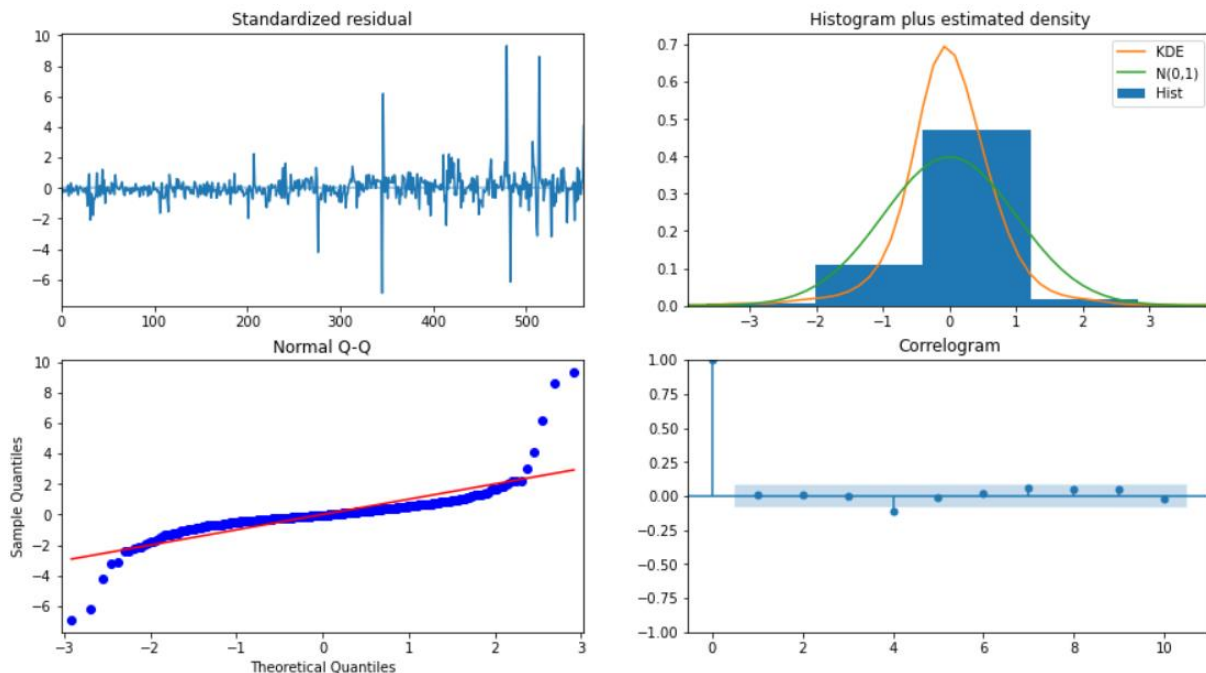 Standardized residual
10
8
6
4
2
0
−2
−4
−6
0 100 200 300 400 500
Histogram plus estimated density
KDE
N(0,1)
Hist
0.7
0.6
0.5
0.4
0.3
0.2
0.1
0.0
−3 −2 −1 0 1 2 3
Normal Q-Q
Sample Quantiles
10
8
6
4
2
0
−2
−4
−6
−3 −2 −1 0 1 2 3
Theoretical Quantiles
Correlogram
1.00
0.75
0.50
0.25
0.00
−0.25
−0.50
−0.75
−1.00
0 2 4 6 8 10